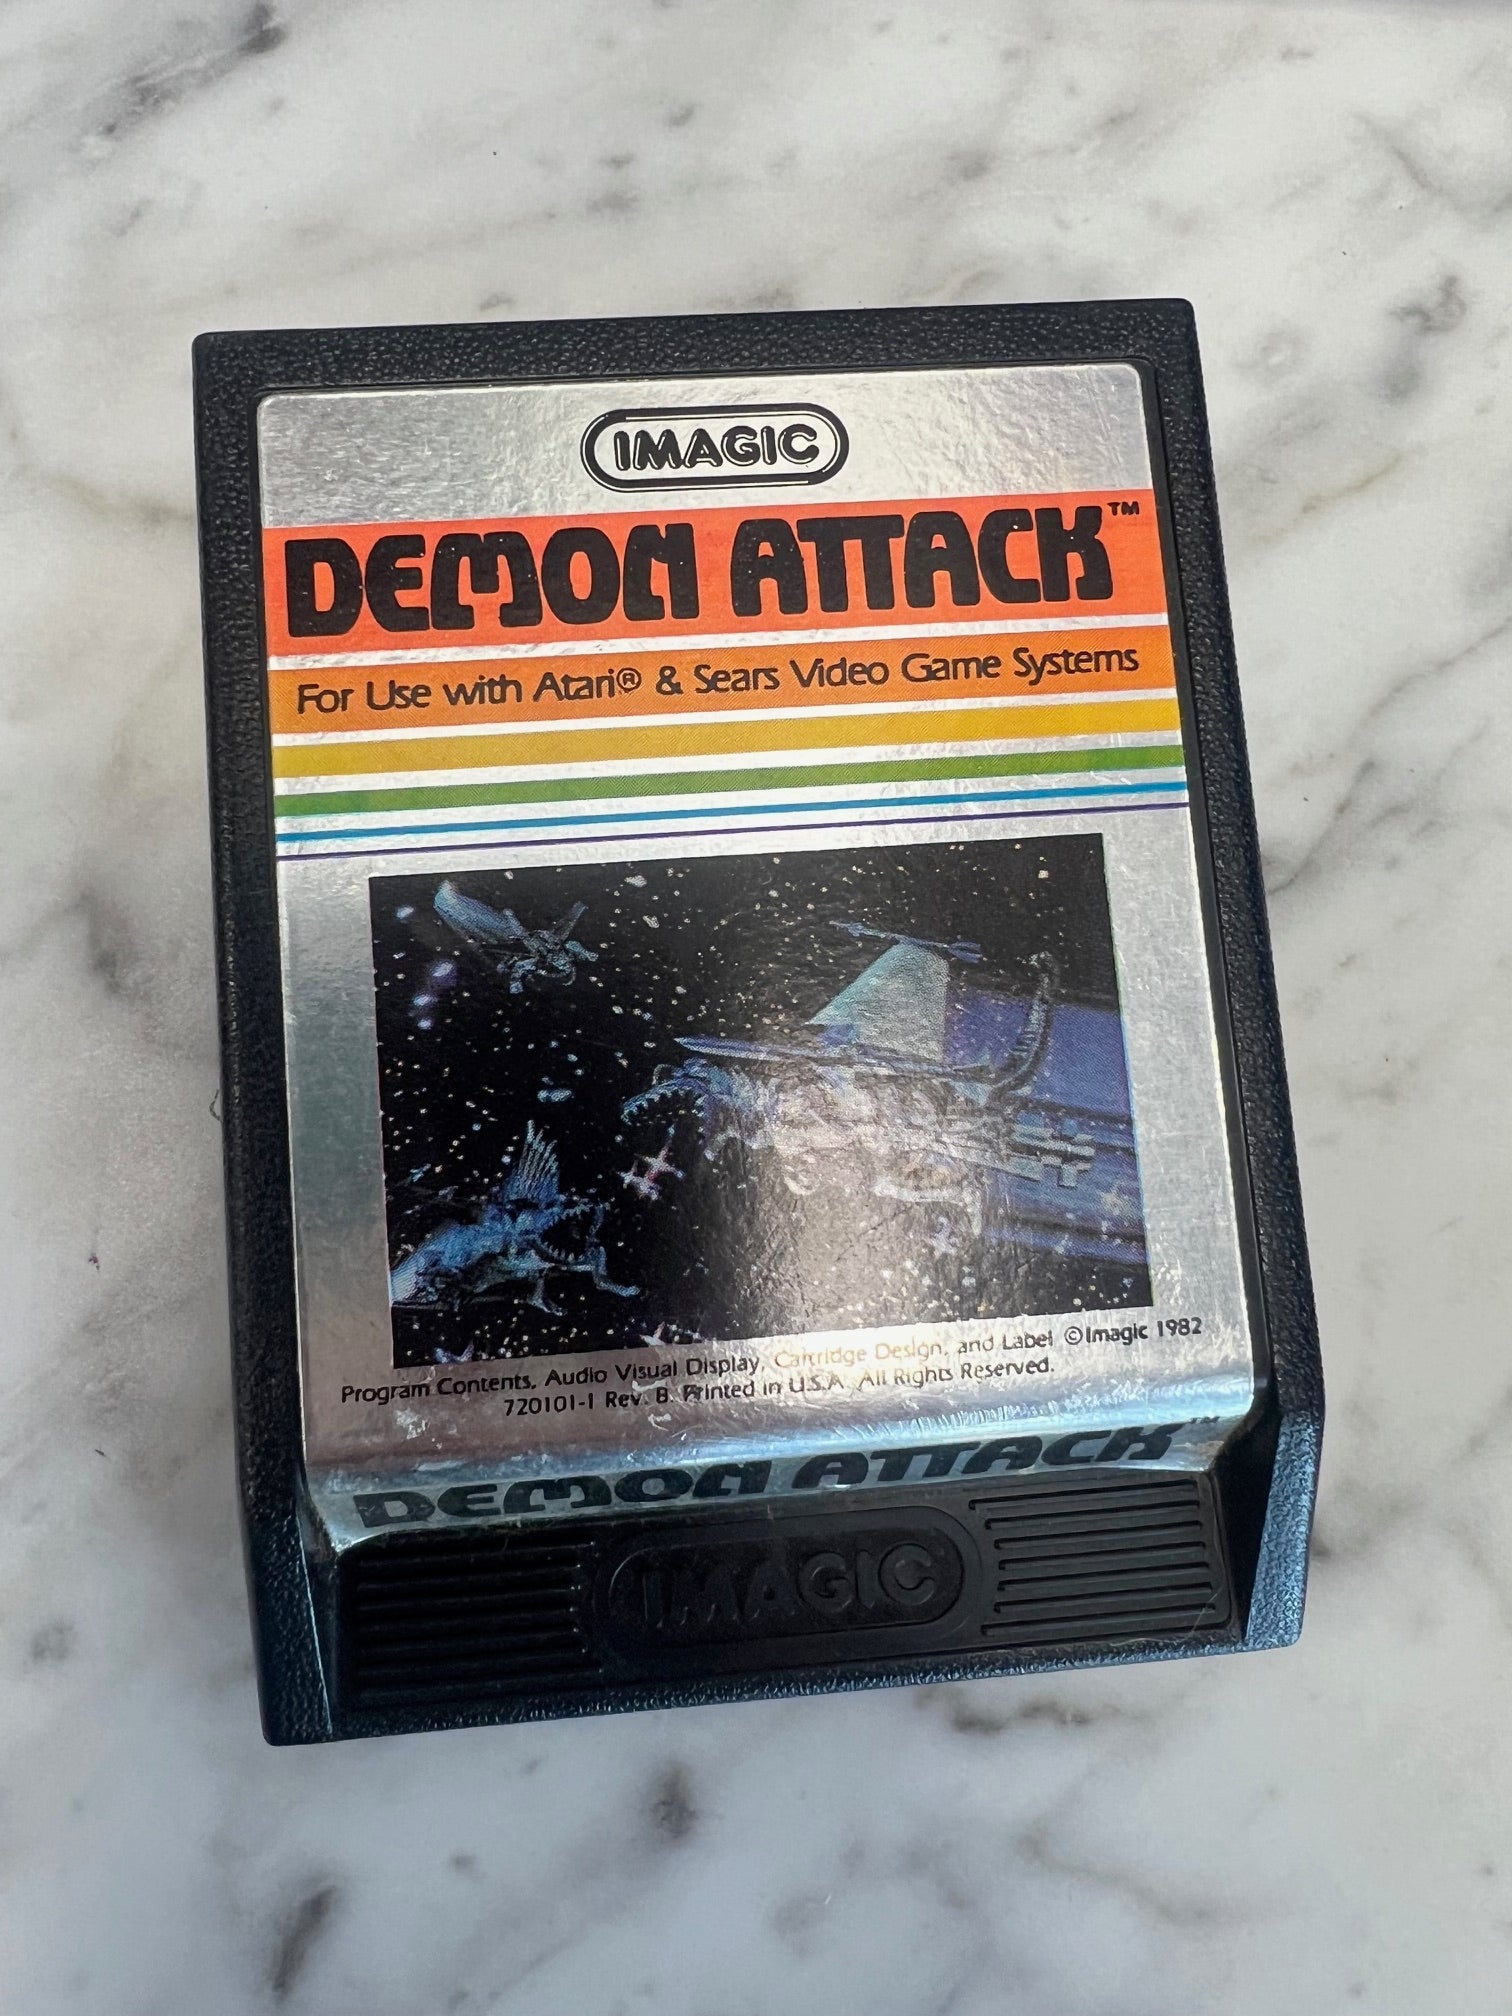 IMAGIC
DEMON ATTACK™
For Use with Atari® & Sears Video Game Systems
Program Contents, Audio Visual Display, Cartridge Design, and Label ©Imagic 1982
720101-1 Rev. B. Printed in U.S.A. All Rights Reserved.
DEMON ATTACK™
IMAGIC